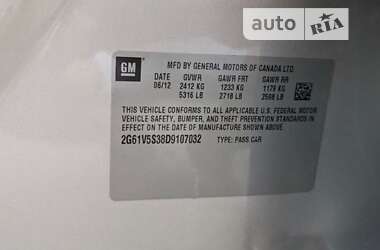 auto RIA
GM
MFD BY GENERAL MOTORS OF CANADA LTD.
DATE GVWR GAWR FRT GAWR RR
06/12 2412 KG 1233 KG 1179 KG
5316 LB 2718 LB 2598 LB
THIS VEHICLE CONFORMS TO ALL APPLICABLE U.S. FEDERAL MOTOR
VEHICLE SAFETY, BUMPER, AND THEFT PREVENTION STANDARDS IN
EFFECT ON THE DATE OF MANUFACTURE SHOWN ABOVE.
2G61V5S38D9107032 TYPE: PASS CAR